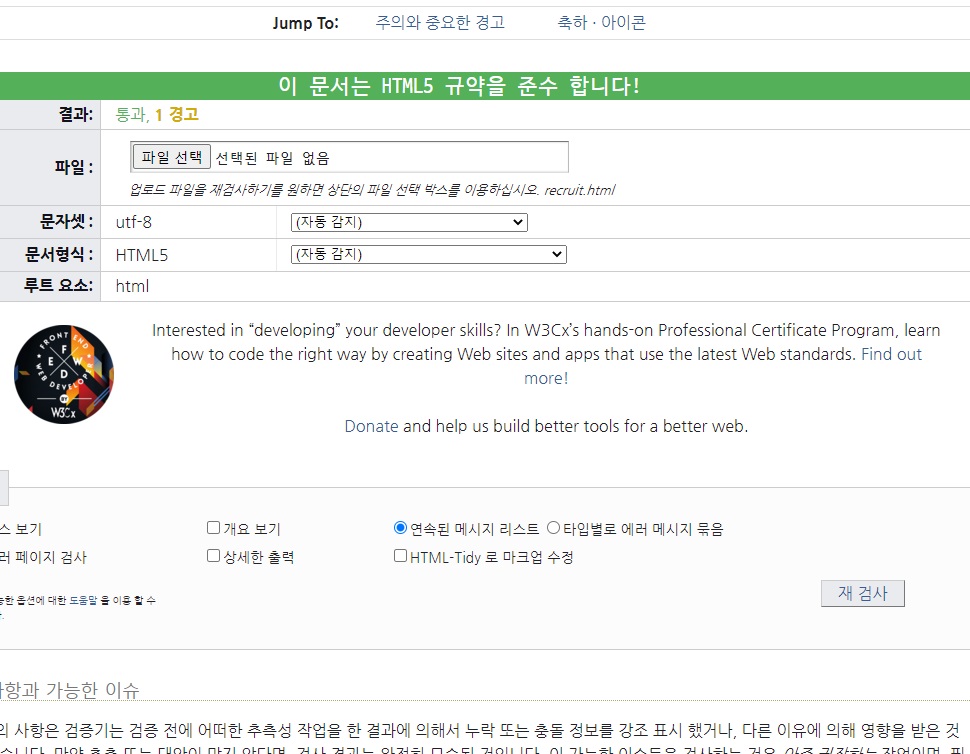 Jump To: 주의와 중요한 경고 축하 · 아이콘
이 문서는 HTML5 규약을 준수 합니다!
결과: 통과, 1 경고
파일 : 파일 선택 선택된 파일 없음
업로드 파일을 재검사하기를 원하면 상단의 파일 선택 박스를 이용하십시오. recruit.html
문자셋 : utf-8 (자동 감지)
문서형식 : HTML5 (자동 감지)
루트 요소: html
FRONT END WEB DEVELOPER
F E W D
BY
W3Cx
Interested in “developing” your developer skills? In W3Cx’s hands-on Professional Certificate Program, learn
how to code the right way by creating Web sites and apps that use the latest Web standards. Find out
more!
Donate and help us build better tools for a better web.
스 보기 개요 보기 연속된 메시지 리스트 타입별로 에러 메시지 묶음
러 페이지 검사 상세한 출력 HTML-Tidy 로 마크업 수정
재 검사
능한 옵션에 대한 도움말 을 이용 할 수
사항과 가능한 이슈
의 사항은 검증기는 검증 전에 어떠한 추측성 작업을 한 결과에 의해서 누락 또는 충돌 정보를 강조 표시 했거나, 다른 이유에 의해 영향을 받은 것